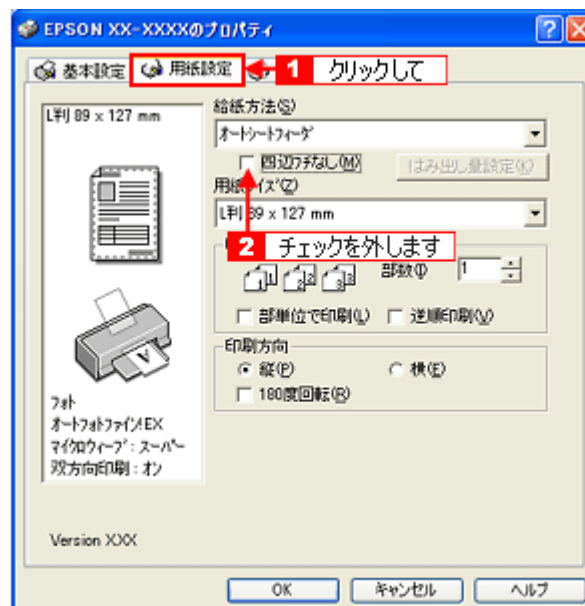 EPSON XX-XXXXのプロパティ
基本設定 用紙設定 1 クリックして
L判 89 x 127 mm
給紙方法(S)
オートシートフィーダ
四辺フチなし(M) はみ出し量設定(K)
用紙サイズ(Z)
L判 89 x 127 mm
2 チェックを外します
部数(I) 1
部単位で印刷(L) 逆順印刷(V)
印刷方向
縦(P) 横(E)
180度回転(R)
フォト
オートフォトファイン!EX
マイクロウィーブ:スーパー
双方向印刷:オン
Version XXX
OK キャンセル ヘルプ